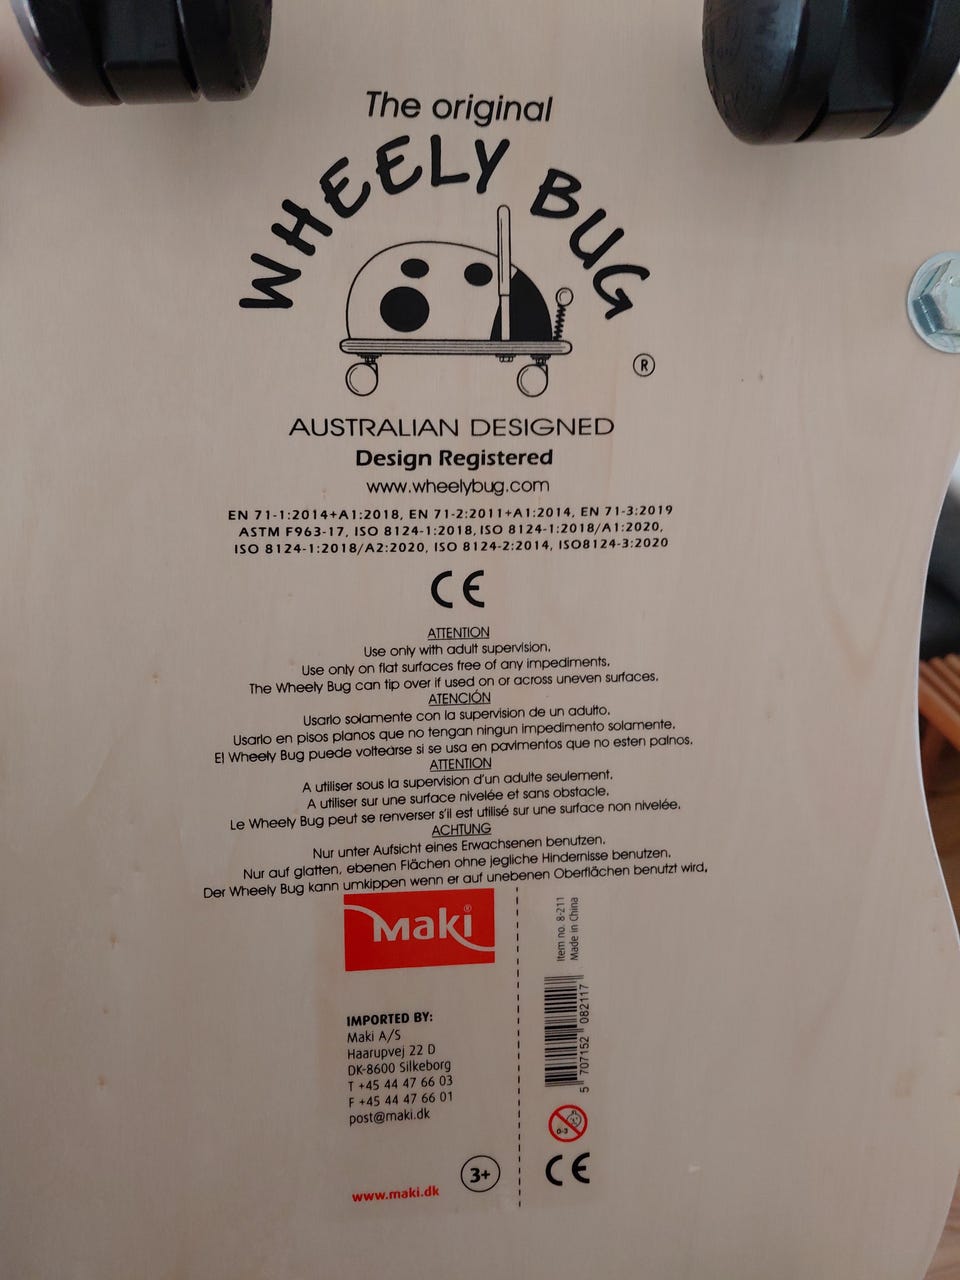 The original
WHEELY BUG
®
AUSTRALIAN DESIGNED
Design Registered
www.wheelybug.com
EN 71-1:2014+A1:2018, EN 71-2:2011+A1:2014, EN 71-3:2019
ASTM F963-17, ISO 8124-1:2018, ISO 8124-1:2018/A1:2020,
ISO 8124-1:2018/A2:2020, ISO 8124-2:2014, ISO8124-3:2020
CE
ATTENTION
Use only with adult supervision.
Use only on flat surfaces free of any impediments.
The Wheely Bug can tip over if used on or across uneven surfaces.
ATENCIÓN
Usarlo solamente con la supervision de un adulto.
Usarlo en pisos planos que no tengan ningun impedimento solamente.
El Wheely Bug puede voltearse si se usa en pavimentos que no esten palnos.
ATTENTION
A utiliser sous la supervision d'un adulte seulement.
A utiliser sur une surface nivelée et sans obstacle.
Le Wheely Bug peut se renverser s'il est utilisé sur une surface non nivelée.
ACHTUNG
Nur unter Aufsicht eines Erwachsenen benutzen.
Nur auf glatten, ebenen Flächen ohne jegliche Hindernisse benutzen.
Der Wheely Bug kann umkippen wenn er auf unebenen Oberflächen benutzt wird.
Maki®
IMPORTED BY:
Maki A/S
Haarupvej 22 D
DK-8600 Silkeborg
T +45 44 47 66 03
F +45 44 47 66 01
post@maki.dk
3+
www.maki.dk
Item no. 8-211
Made in China
5 707152 082117
0-3
CE